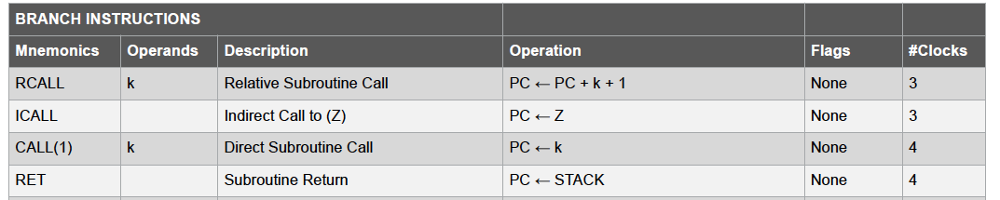 BRANCH INSTRUCTIONS
Mnemonics Operands Description Operation Flags #Clocks
RCALL k Relative Subroutine Call PC ← PC + k + 1 None 3
ICALL Indirect Call to (Z) PC ← Z None 3
CALL(1) k Direct Subroutine Call PC ← k None 4
RET Subroutine Return PC ← STACK None 4